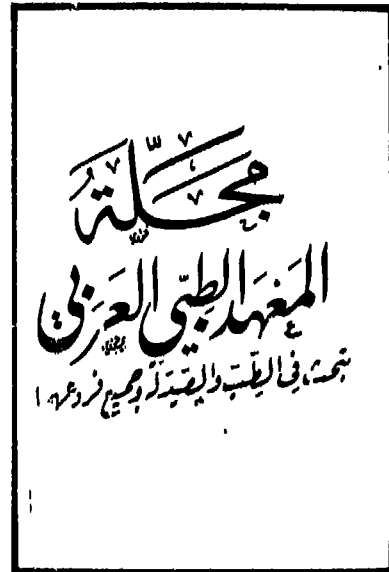 مجلة
المعهد الطبي العربي
تبحث في الطب والصيدلة وجميع فروعهما